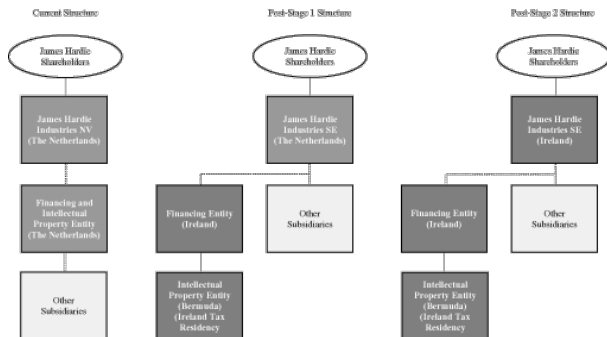 Current Structure
James Hardie
Shareholders
James Hardie
Industries NV
(The Netherlands)
Financing and
Intellectual
Property Entity
(The Netherlands)
Other
Subsidiaries
Post-Stage 1 Structure
James Hardie
Shareholders
James Hardie
Industries SE
(The Netherlands)
Financing Entity
(Ireland)
Other
Subsidiaries
Intellectual
Property Entity
(Bermuda)
(Ireland Tax
Residency
Post-Stage 2 Structure
James Hardie
Shareholders
James Hardie
Industries SE
(Ireland)
Financing Entity
(Ireland)
Other
Subsidiaries
Intellectual
Property Entity
(Bermuda)
(Ireland Tax
Residency